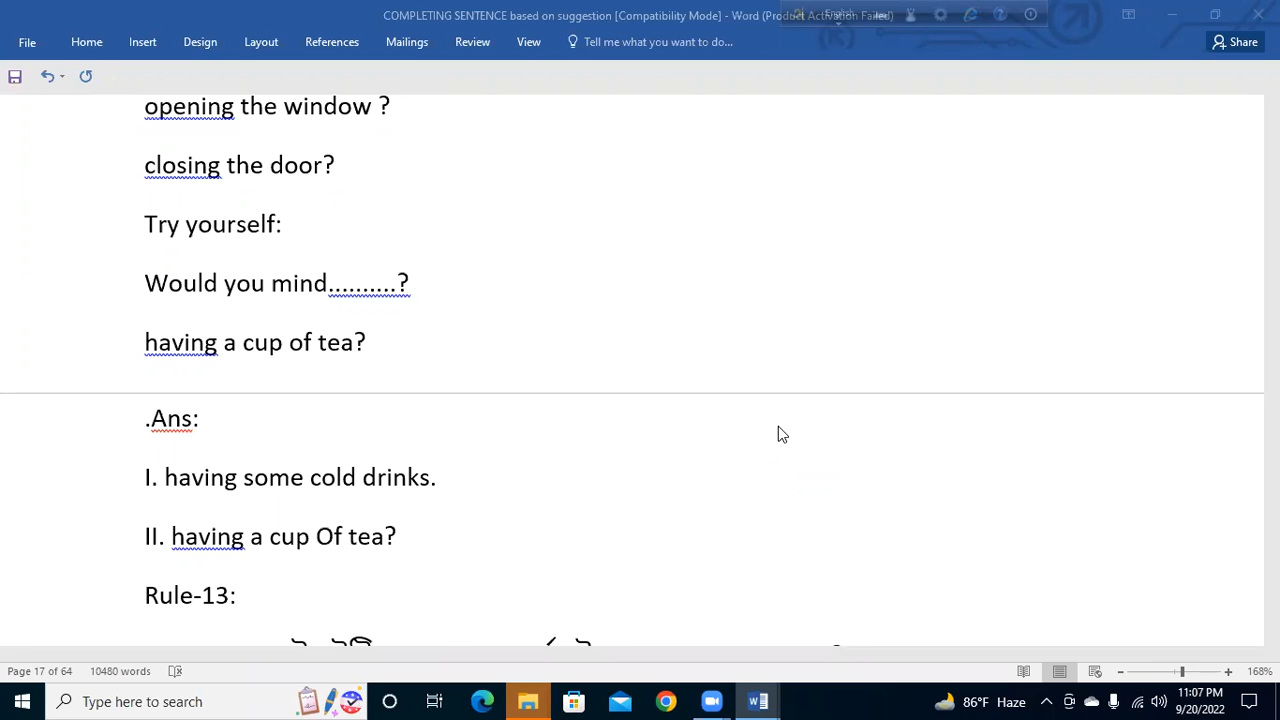 COMPLETING SENTENCE based on suggestion [Compatibility Mode] - Word (Product Activation Failed)
English
File Home Insert Design Layout References Mailings Review View Tell me what you want to do... Share
opening the window ?
closing the door?
Try yourself:
Would you mind..........?
having a cup of tea?
.Ans:
I. having some cold drinks.
II. having a cup Of tea?
Rule-13:
Page 17 of 64 10480 words 168%
Type here to search
86°F Haze
11:07 PM
9/20/2022